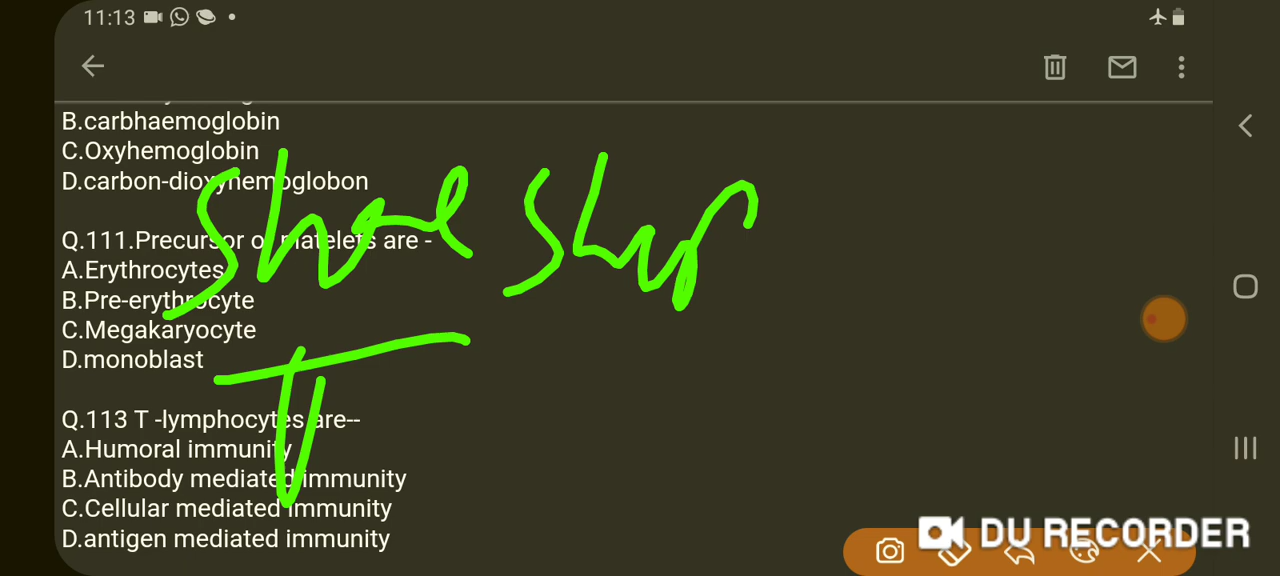 11:13
B.carbhaemoglobin
C.Oxyhemoglobin
D.carbon-dioxyhemoglobon
Q.111.Precursor of platelets are -
A.Erythrocytes
B.Pre-erythrocyte
C.Megakaryocyte
D.monoblast
Q.113 T -lymphocytes are--
A.Humoral immunity
B.Antibody mediated immunity
C.Cellular mediated immunity
D.antigen mediated immunity
DU RECORDER